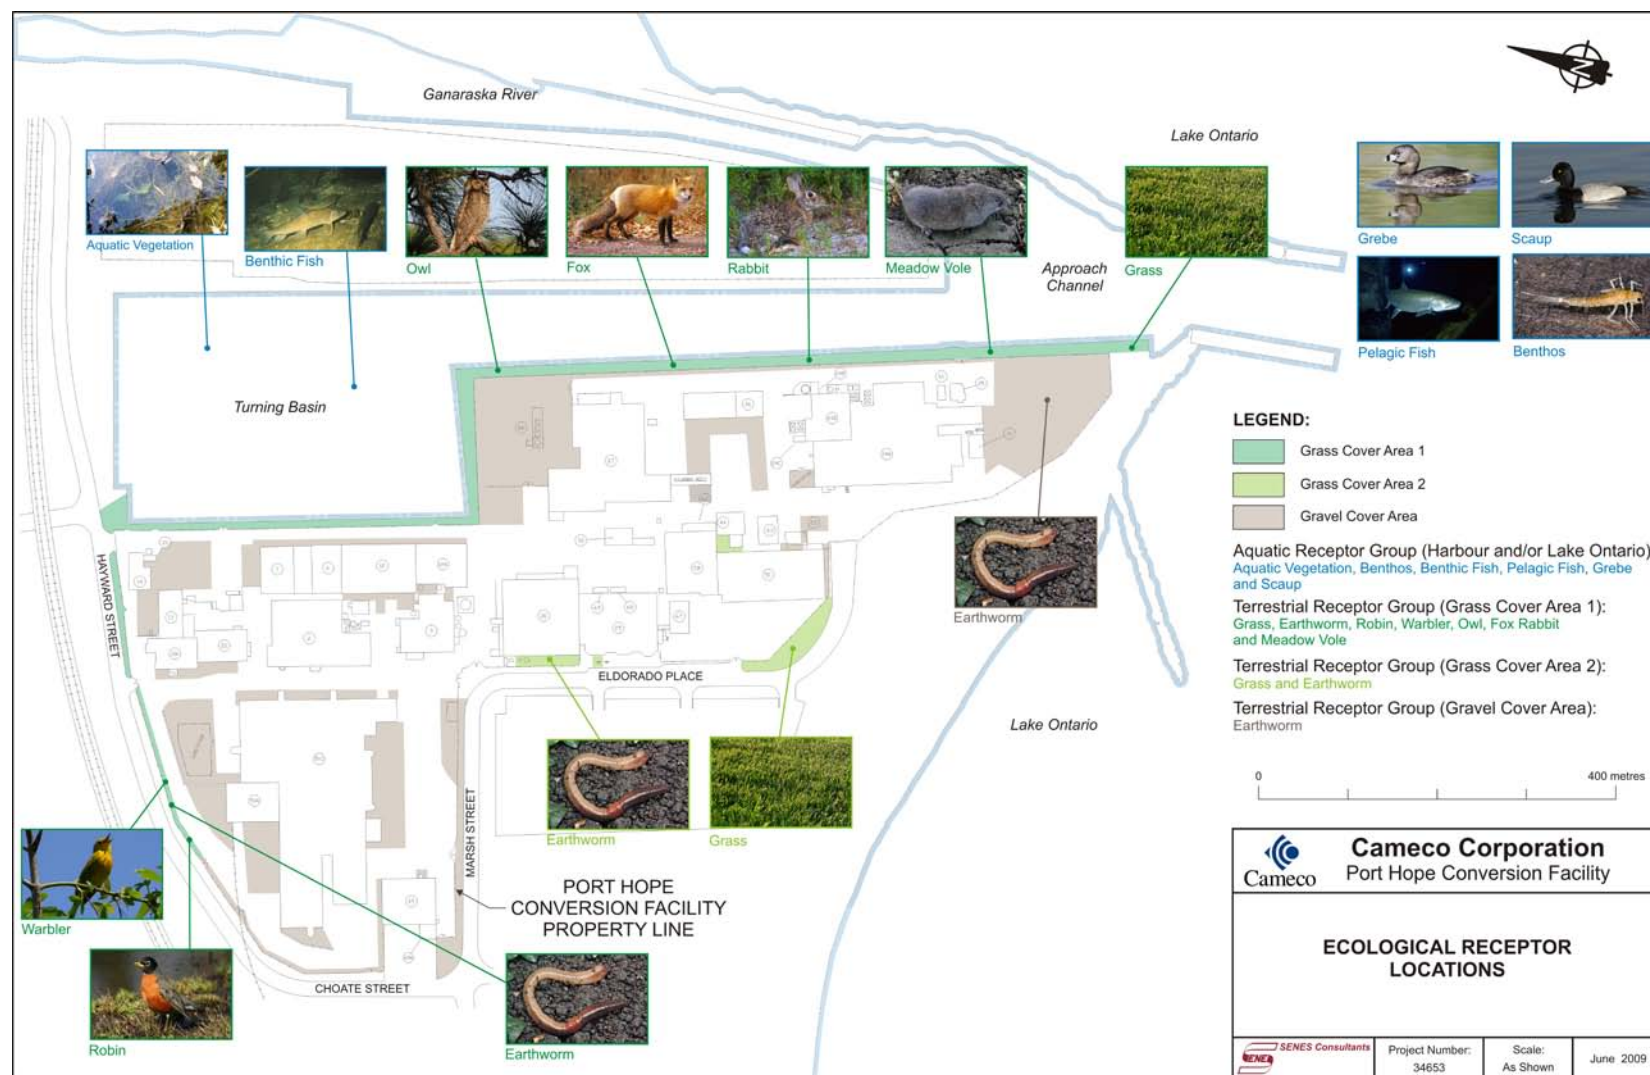 Ganaraska River
Lake Ontario
Aquatic Vegetation
Benthic Fish
Owl
Fox
Rabbit
Meadow Vole
Approach
Channel
Grass
Grebe
Scaup
Pelagic Fish
Benthos
Turning Basin
HAYWARD STREET
Earthworm
ELDORADO PLACE
Lake Ontario
Earthworm
Grass
MARSH STREET
PORT HOPE
CONVERSION FACILITY
PROPERTY LINE
Warbler
Robin
Earthworm
CHOATE STREET
N
LEGEND:
Grass Cover Area 1
Grass Cover Area 2
Gravel Cover Area
Aquatic Receptor Group (Harbour and/or Lake Ontario)
Aquatic Vegetation, Benthos, Benthic Fish, Pelagic Fish, Grebe
and Scaup
Terrestrial Receptor Group (Grass Cover Area 1):
Grass, Earthworm, Robin, Warbler, Owl, Fox Rabbit
and Meadow Vole
Terrestrial Receptor Group (Grass Cover Area 2):
Grass and Earthworm
Terrestrial Receptor Group (Gravel Cover Area):
Earthworm
0 400 metres
Cameco
Cameco Corporation
Port Hope Conversion Facility
ECOLOGICAL RECEPTOR
LOCATIONS
SENES Consultants
Project Number:
34653
Scale:
As Shown
June 2009